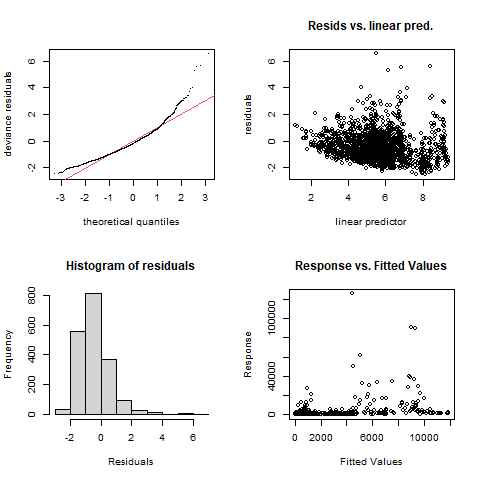 deviance residuals
-2 0 2 4 6
-3 -2 -1 0 1 2 3
theoretical quantiles
Resids vs. linear pred.
residuals
-2 0 2 4 6
2 4 6 8
linear predictor
Histogram of residuals
Frequency
0 200 400 600 800
-2 0 2 4 6
Residuals
Response vs. Fitted Values
Response
0 40000 100000
0 2000 6000 10000
Fitted Values